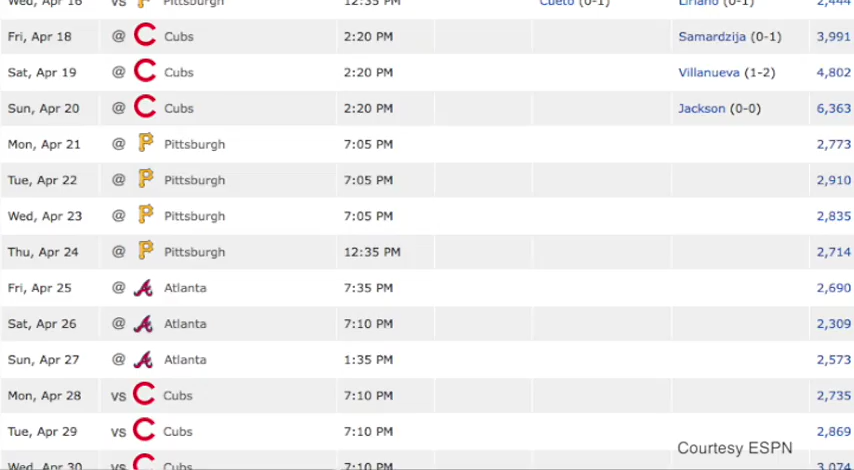 Wed, Apr 16 vs Pittsburgh 12:35 PM Cueto (0-1) Liriano (0-1) 2,444
Fri, Apr 18 @ Cubs 2:20 PM Samardzija (0-1) 3,991
Sat, Apr 19 @ Cubs 2:20 PM Villanueva (1-2) 4,802
Sun, Apr 20 @ Cubs 2:20 PM Jackson (0-0) 6,363
Mon, Apr 21 @ Pittsburgh 7:05 PM 2,773
Tue, Apr 22 @ Pittsburgh 7:05 PM 2,910
Wed, Apr 23 @ Pittsburgh 7:05 PM 2,835
Thu, Apr 24 @ Pittsburgh 12:35 PM 2,714
Fri, Apr 25 @ Atlanta 7:35 PM 2,690
Sat, Apr 26 @ Atlanta 7:10 PM 2,309
Sun, Apr 27 @ Atlanta 1:35 PM 2,573
Mon, Apr 28 vs Cubs 7:10 PM 2,735
Tue, Apr 29 vs Cubs 7:10 PM 2,869
Courtesy ESPN
Wed, Apr 30 vs Cubs 7:10 PM 3,074